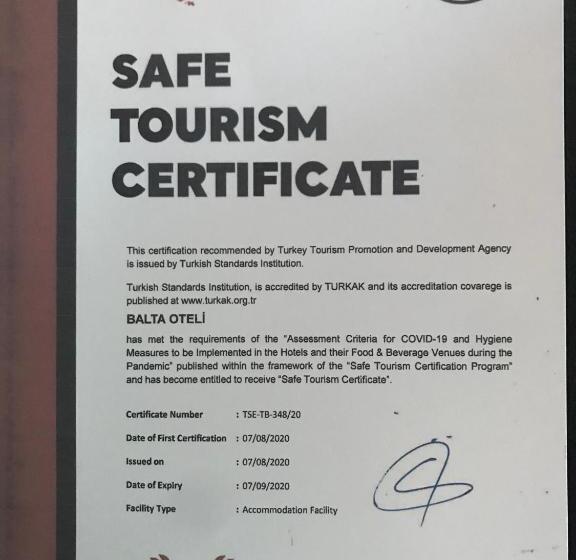 SAFE
TOURISM
CERTIFICATE
This certification recommended by Turkey Tourism Promotion and Development Agency
is issued by Turkish Standards Institution.
Turkish Standards Institution, is accredited by TURKAK and its accreditation covarege is
published at www.turkak.org.tr
BALTA OTELİ
has met the requirements of the "Assessment Criteria for COVID-19 and Hygiene
Measures to be Implemented in the Hotels and their Food & Beverage Venues during the
Pandemic" published within the framework of the "Safe Tourism Certification Program"
and has become entitled to receive "Safe Tourism Certificate".
Certificate Number : TSE-TB-348/20
Date of First Certification : 07/08/2020
Issued on : 07/08/2020
Date of Expiry : 07/09/2020
Facility Type : Accommodation Facility